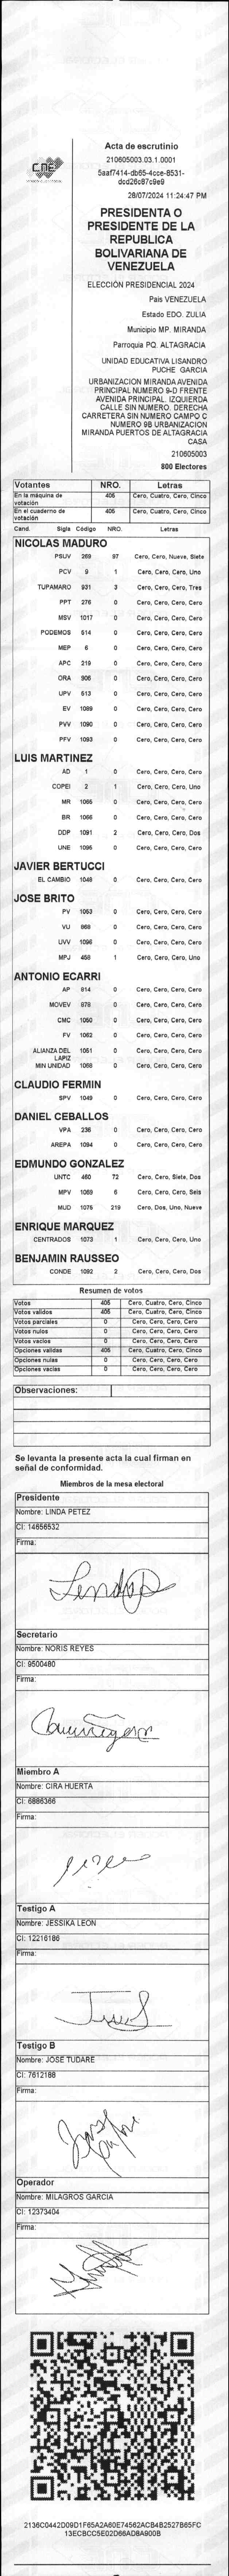 CNE
Acta de escrutinio
210605003.03.1.0001
5aaf7414-db65-4cce-8531-
dcd26c87c9e9
28/07/2024 11:24:47 PM
PRESIDENTA O
PRESIDENTE DE LA
REPUBLICA
BOLIVARIANA DE
VENEZUELA
ELECCIÓN PRESIDENCIAL 2024
Pais VENEZUELA
Estado EDO. ZULIA
Municipio MP. MIRANDA
Parroquia PQ. ALTAGRACIA
UNIDAD EDUCATIVA LISANDRO
PUCHE GARCIA
URBANIZACION MIRANDA AVENIDA
PRINCIPAL NUMERO 9-D FRENTE
AVENIDA PRINCIPAL. IZQUIERDA
CALLE SIN NUMERO. DERECHA
CARRETERA SIN NUMERO CAMPO C
NUMERO 9B URBANIZACION
MIRANDA PUERTOS DE ALTAGRACIA
CASA
210605003
800 Electores
Votantes NRO. Letras
En la máquina de votación 405 Cero, Cuatro, Cero, Cinco
En el cuaderno de votación 405 Cero, Cuatro, Cero, Cinco
Cand. Sigla Código NRO. Letras
NICOLAS MADURO
PSUV 269 97 Cero, Cero, Nueve, Siete
PCV 9 1 Cero, Cero, Cero, Uno
TUPAMARO 931 3 Cero, Cero, Cero, Tres
PPT 276 0 Cero, Cero, Cero, Cero
MSV 1017 0 Cero, Cero, Cero, Cero
PODEMOS 514 0 Cero, Cero, Cero, Cero
MEP 6 0 Cero, Cero, Cero, Cero
APC 219 0 Cero, Cero, Cero, Cero
ORA 906 0 Cero, Cero, Cero, Cero
UPV 513 0 Cero, Cero, Cero, Cero
EV 1089 0 Cero, Cero, Cero, Cero
PVV 1090 0 Cero, Cero, Cero, Cero
PFV 1093 0 Cero, Cero, Cero, Cero
LUIS MARTINEZ
AD 1 0 Cero, Cero, Cero, Cero
COPEI 2 1 Cero, Cero, Cero, Uno
MR 1065 0 Cero, Cero, Cero, Cero
BR 1066 0 Cero, Cero, Cero, Cero
DDP 1091 2 Cero, Cero, Cero, Dos
UNE 1095 0 Cero, Cero, Cero, Cero
JAVIER BERTUCCI
EL CAMBIO 1048 0 Cero, Cero, Cero, Cero
JOSE BRITO
PV 1053 0 Cero, Cero, Cero, Cero
VU 868 0 Cero, Cero, Cero, Cero
UVV 1098 0 Cero, Cero, Cero, Cero
MPJ 458 1 Cero, Cero, Cero, Uno
ANTONIO ECARRI
AP 814 0 Cero, Cero, Cero, Cero
MOVEV 878 0 Cero, Cero, Cero, Cero
CMC 1050 0 Cero, Cero, Cero, Cero
FV 1062 0 Cero, Cero, Cero, Cero
ALIANZA DEL LAPIZ 1051 0 Cero, Cero, Cero, Cero
MIN UNIDAD 1068 0 Cero, Cero, Cero, Cero
CLAUDIO FERMIN
SPV 1049 0 Cero, Cero, Cero, Cero
DANIEL CEBALLOS
VPA 236 0 Cero, Cero, Cero, Cero
AREPA 1094 0 Cero, Cero, Cero, Cero
EDMUNDO GONZALEZ
UNTC 460 72 Cero, Cero, Siete, Dos
MPV 1059 6 Cero, Cero, Cero, Seis
MUD 1075 219 Cero, Dos, Uno, Nueve
ENRIQUE MARQUEZ
CENTRADOS 1073 1 Cero, Cero, Cero, Uno
BENJAMIN RAUSSEO
CONDE 1092 2 Cero, Cero, Cero, Dos
Resumen de votos
Votos 405 Cero, Cuatro, Cero, Cinco
Votos validos 405 Cero, Cuatro, Cero, Cinco
Votos parciales 0 Cero, Cero, Cero, Cero
Votos nulos 0 Cero, Cero, Cero, Cero
Votos vacios 0 Cero, Cero, Cero, Cero
Opciones validas 405 Cero, Cuatro, Cero, Cinco
Opciones nulas 0 Cero, Cero, Cero, Cero
Opciones vacias 0 Cero, Cero, Cero, Cero
Observaciones:
Se levanta la presente acta la cual firman en
señal de conformidad.
Miembros de la mesa electoral
Presidente
Nombre: LINDA PETEZ
CI: 14656532
Firma:
Secretario
Nombre: NORIS REYES
CI: 9500480
Firma:
Miembro A
Nombre: CIRA HUERTA
CI: 6886366
Firma:
Testigo A
Nombre: JESSIKA LEON
CI: 12216186
Firma:
Testigo B
Nombre: JOSE TUDARE
CI: 7612188
Firma:
Operador
Nombre: MILAGROS GARCIA
CI: 12373404
Firma:
2136C0442D09D1F65A2A60E74562ACB4B2527B65FC
13ECBCC5E02D66AD8A900B